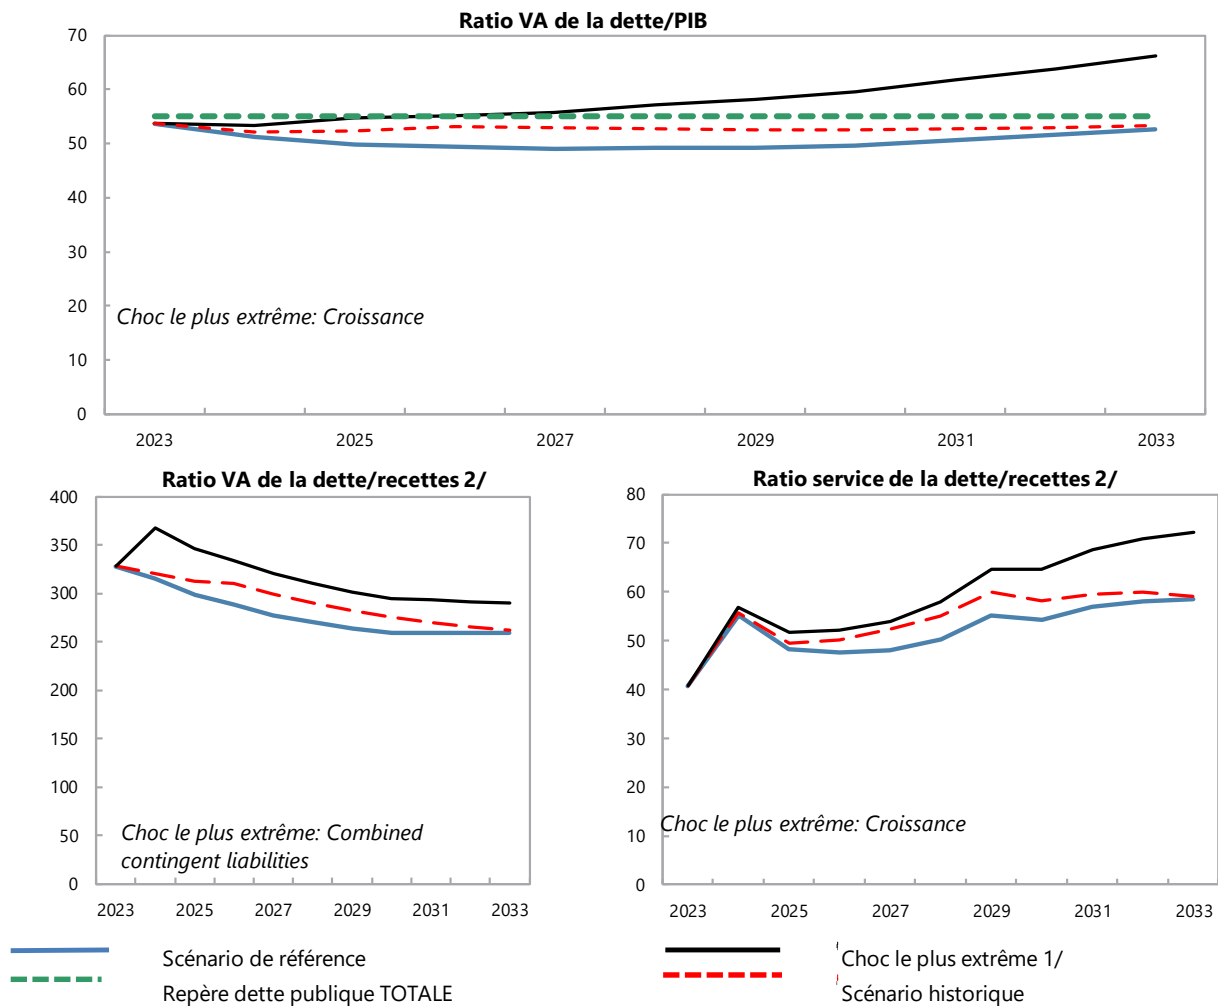 Ratio VA de la dette/PIB
70
60
50
40
30
20
10
0
Choc le plus extrême: Croissance
2023 2025 2027 2029 2031 2033
Ratio VA de la dette/recettes 2/
400
350
300
250
200
150
100
50
0
Choc le plus extrême: Combined
contingent liabilities
2023 2025 2027 2029 2031 2033
Ratio service de la dette/recettes 2/
80
70
60
50
40
30
20
10
0
Choc le plus extrême: Croissance
2023 2025 2027 2029 2031 2033
Scénario de référence
Repère dette publique TOTALE
Choc le plus extrême 1/
Scénario historique